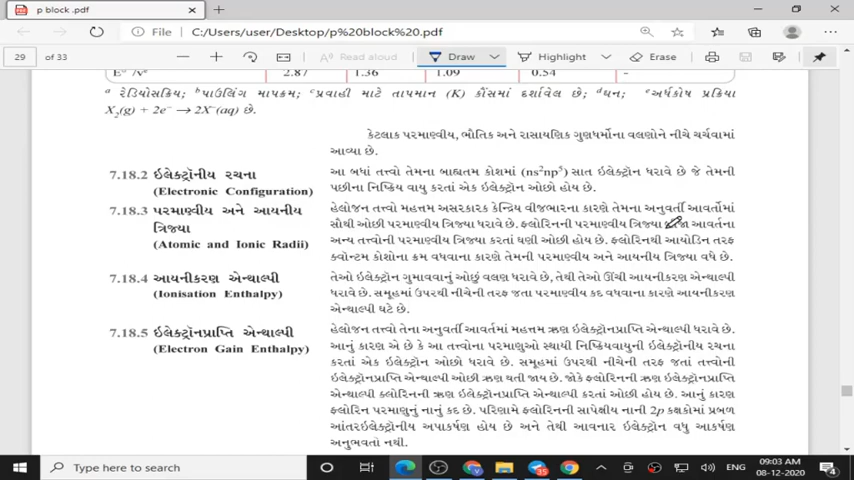 p block .pdf
File C:/Users/user/Desktop/p%20block%20.pdf
29 of 33 Read aloud Draw Highlight Erase
2.87 1.36 1.09 0.54 -
ᵃ રેડિયોસક્રિય; ᵇપાઉલિંગ માપક્રમ; ᶜપ્રવાહી માટે તાપમાન (K) કૌંસમાં દર્શાવેલ છે; ᵈઘન; ᵉઅર્ધકોષ પ્રક્રિયા
X₂(g) + 2e⁻ → 2X⁻(aq) છે.
કેટલાક પરમાણ્વીય, ભૌતિક અને રાસાયણિક ગુણધર્મોના વલણોને નીચે ચર્ચવામાં
આવ્યા છે.
7.18.2 ઇલેક્ટ્રૉનીય રચના
(Electronic Configuration)
આ બધાં તત્ત્વો તેમના બાહ્યતમ કોશમાં (ns²np⁵) સાત ઇલેક્ટ્રૉન ધરાવે છે જે તેમની
પછીના નિષ્ક્રિય વાયુ કરતાં એક ઇલેક્ટ્રૉન ઓછો હોય છે.
7.18.3 પરમાણ્વીય અને આયનીય
ત્રિજ્યા
(Atomic and Ionic Radii)
હેલોજન તત્ત્વો મહત્તમ અસરકારક કેન્દ્રિય વીજભારના કારણે તેમના અનુવર્તી આવર્તોમાં
સૌથી ઓછી પરમાણ્વીય ત્રિજ્યા ધરાવે છે. ફ્લોરિનની પરમાણ્વીય ત્રિજ્યા આવર્તના
અન્ય તત્ત્વોની પરમાણ્વીય ત્રિજ્યા કરતાં ઘણી ઓછી હોય છે. ફ્લોરિનથી આયોડિન તરફ
ક્વોન્ટમ કોશોના ક્રમ વધવાના કારણે તેમની પરમાણ્વીય અને આયનીય ત્રિજ્યા વધે છે.
7.18.4 આયનીકરણ એન્થાલ્પી
(Ionisation Enthalpy)
તેઓ ઇલેક્ટ્રૉન ગુમાવવાનું ઓછું વલણ ધરાવે છે, તેથી તેઓ ઊંચી આયનીકરણ એન્થાલ્પી
ધરાવે છે. સમૂહમાં ઉપરથી નીચેની તરફ જતા પરમાણ્વીય કદ વધવાના કારણે આયનીકરણ
એન્થાલ્પી ઘટે છે.
7.18.5 ઇલેક્ટ્રૉનપ્રાપ્તિ એન્થાલ્પી
(Electron Gain Enthalpy)
હેલોજન તત્ત્વો તેના અનુવર્તી આવર્તમાં મહત્તમ ઋણ ઇલેક્ટ્રૉનપ્રાપ્તિ એન્થાલ્પી ધરાવે છે.
આનું કારણ એ છે કે આ તત્ત્વોના પરમાણુઓ સ્થાયી નિષ્ક્રિયવાયુની ઇલેક્ટ્રૉનીય રચના
કરતાં એક ઇલેક્ટ્રૉન ઓછો ધરાવે છે. સમૂહમાં ઉપરથી નીચેની તરફ જતાં તત્ત્વોની
ઇલેક્ટ્રૉનપ્રાપ્તિ એન્થાલ્પી ઓછી ઋણ થતી જાય છે. જોકે ફ્લોરિનની ઋણ ઇલેક્ટ્રૉનપ્રાપ્તિ
એન્થાલ્પી ક્લોરિનની ઋણ ઇલેક્ટ્રૉનપ્રાપ્તિ એન્થાલ્પી કરતાં ઓછી હોય છે. આનું કારણ
ફ્લોરિન પરમાણુનું નાનું કદ છે. પરિણામે ફ્લોરિનની સાપેક્ષીય નાની 2p કક્ષકોમાં પ્રબળ
આંતરઇલેક્ટ્રૉનીય અપાકર્ષણ હોય છે અને તેથી આવનાર ઇલેક્ટ્રૉન વધુ આકર્ષણ
અનુભવતો નથી.
Type here to search ENG 09:03 AM
08-12-2020